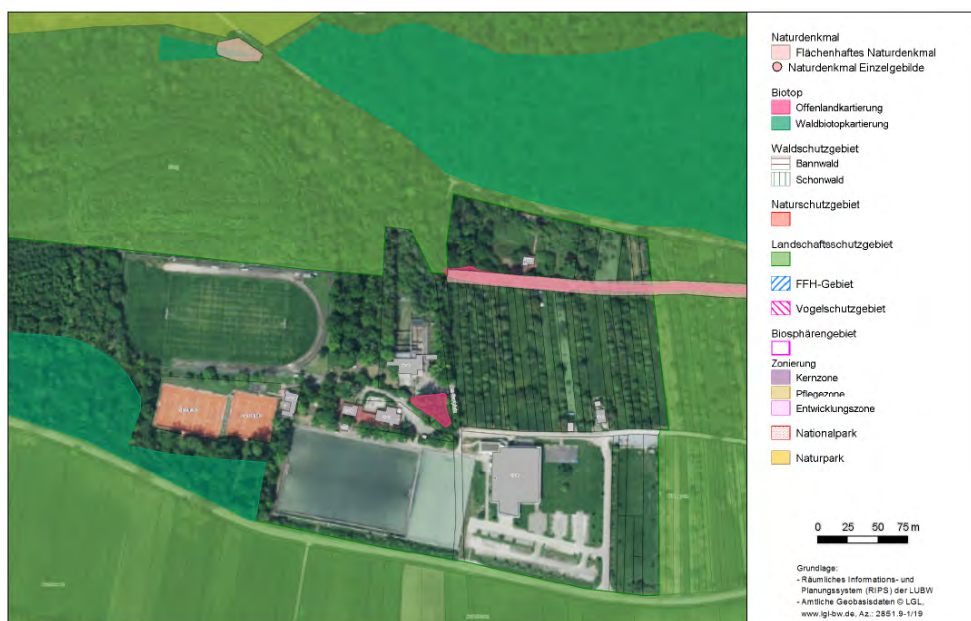 Naturdenkmal
Flächenhaftes Naturdenkmal
Naturdenkmal Einzelgebilde
Biotop
Offenlandkartierung
Waldbiotopkartierung
Waldschutzgebiet
Bannwald
Schonwald
Naturschutzgebiet
Landschaftsschutzgebiet
FFH-Gebiet
Vogelschutzgebiet
Biosphärengebiet
Zonierung
Kernzone
Pflegezone
Entwicklungszone
Nationalpark
Naturpark
0 25 50 75 m
Grundlage:
- Räumliches Informations- und
Planungssystem (RIPS) der LUBW
- Amtliche Geobasisdaten © LGL,
www.lgl-bw.de, Az.: 2851.9-1/19